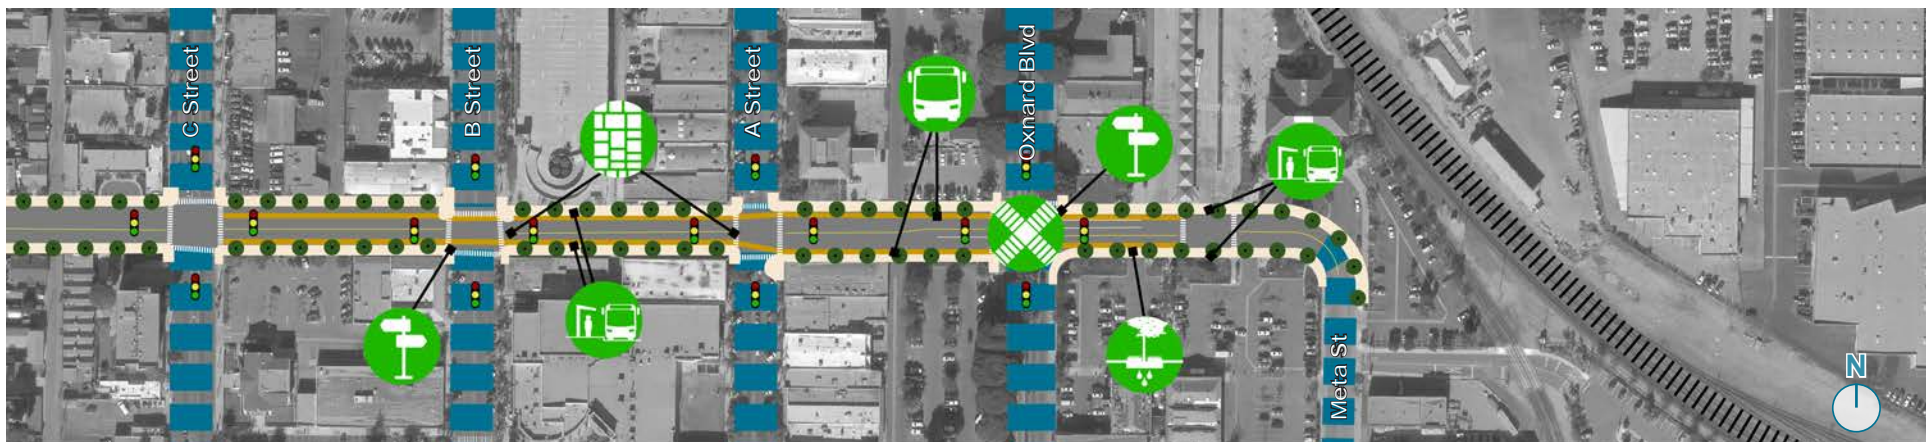 C Street
B Street
A Street
Oxnard Blvd
Meta St
N